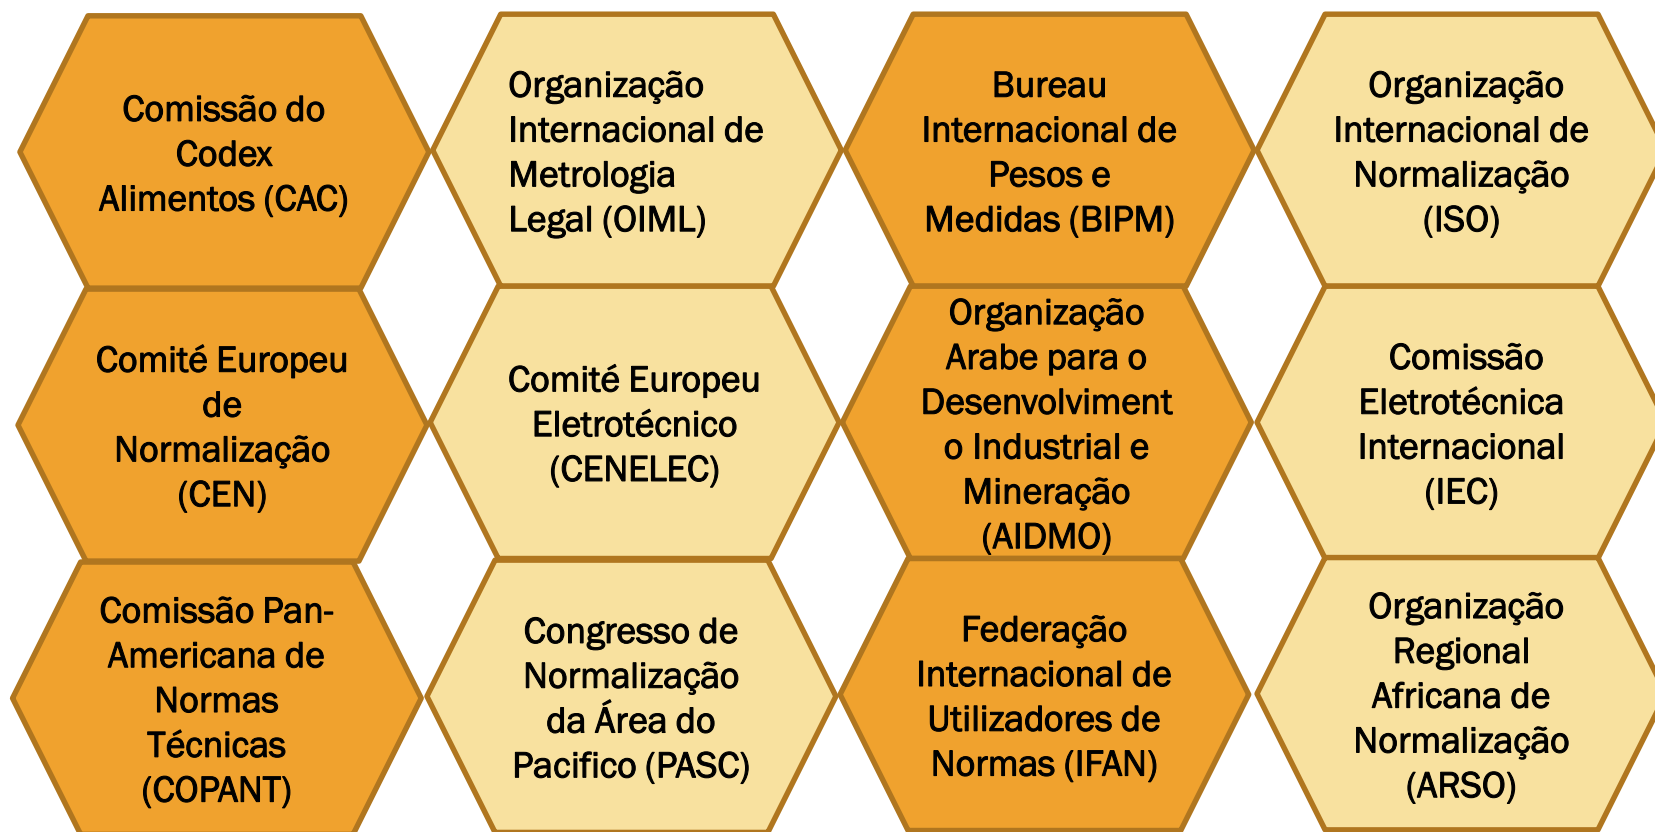 Comissão do
Codex
Alimentos (CAC)
Organização
Internacional de
Metrologia
Legal (OIML)
Bureau
Internacional de
Pesos e
Medidas (BIPM)
Organização
Internacional de
Normalização
(ISO)
Comité Europeu
de
Normalização
(CEN)
Comité Europeu
Eletrotécnico
(CENELEC)
Organização
Arabe para o
Desenvolviment
o Industrial e
Mineração
(AIDMO)
Comissão
Eletrotécnica
Internacional
(IEC)
Comissão Pan-
Americana de
Normas
Técnicas
(COPANT)
Congresso de
Normalização
da Área do
Pacifico (PASC)
Federação
Internacional de
Utilizadores de
Normas (IFAN)
Organização
Regional
Africana de
Normalização
(ARSO)